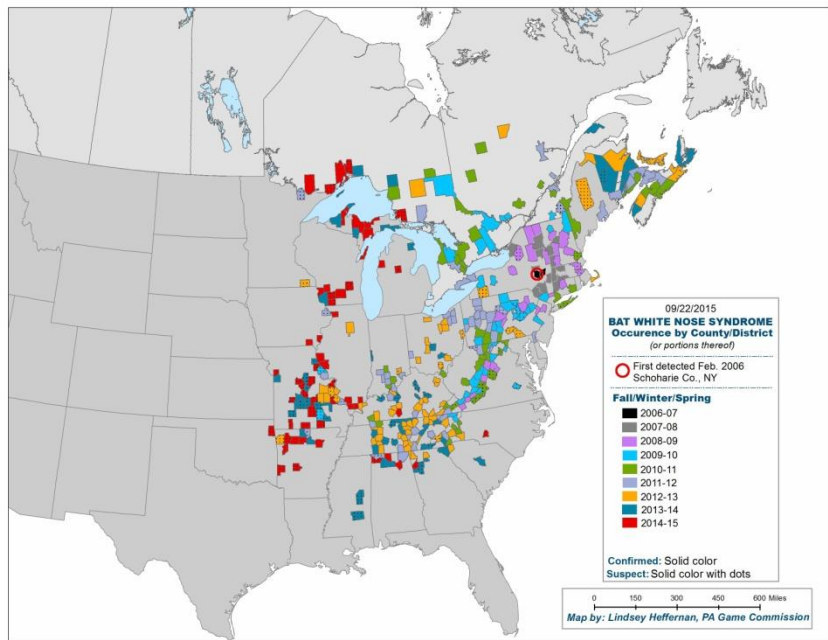 09/22/2015
BAT WHITE NOSE SYNDROME
Occurence by County/District
(or portions thereof)
First detected Feb. 2006
Schoharie Co., NY
Fall/Winter/Spring
2006-07
2007-08
2008-09
2009-10
2010-11
2011-12
2012-13
2013-14
2014-15
Confirmed: Solid color
Suspect: Solid color with dots
0 150 300 450 600 Miles
Map by: Lindsey Heffernan, PA Game Commission